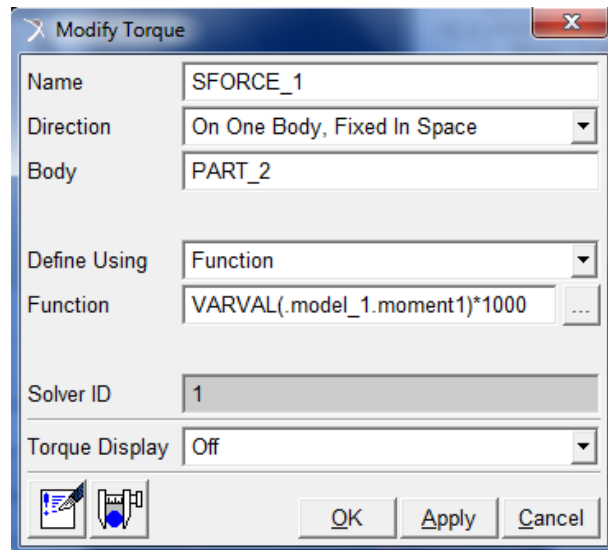 Modify Torque
Name SFORCE_1
Direction On One Body, Fixed In Space
Body PART_2
Define Using Function
Function VARVAL(.model_1.moment1)*1000 ...
Solver ID 1
Torque Display Off
OK Apply Cancel